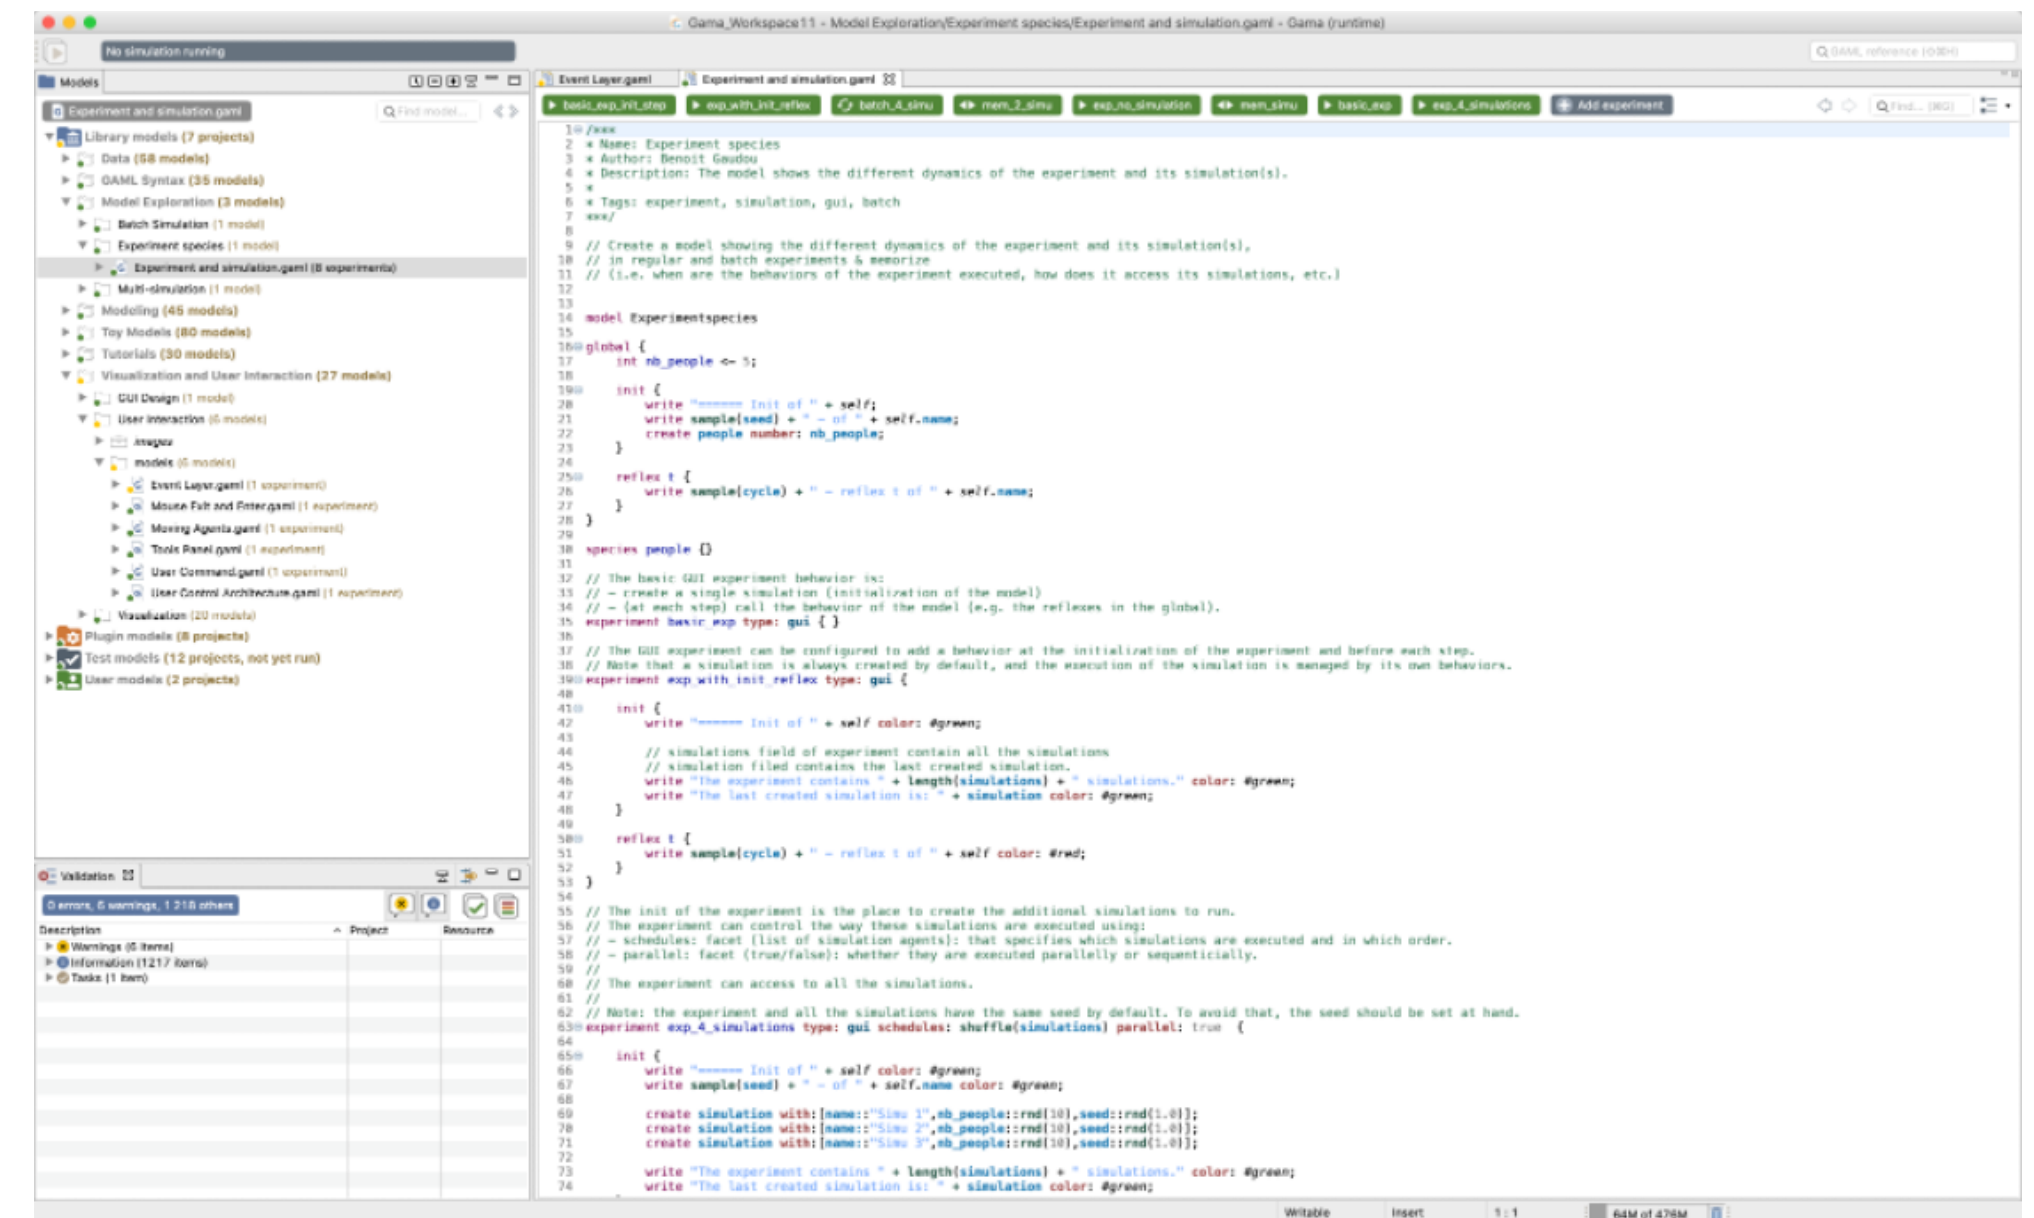 Gama_Workspace11 - Model Exploration/Experiment species/Experiment and simulation.gaml - Gama (runtime)
No simulation running
GAML reference (⇧⌘H)
Models
Experiment and simulation.gaml
Find model...
Library models (7 projects)
Data (58 models)
GAML Syntax (35 models)
Model Exploration (3 models)
Batch Simulation (1 model)
Experiment species (1 model)
Experiment and simulation.gaml (8 experiments)
Multi-simulation (1 model)
Modeling (45 models)
Toy Models (80 models)
Tutorials (30 models)
Visualization and User Interaction (27 models)
GUI Design (1 model)
User interaction (6 models)
images
models (6 models)
Event Layer.gaml (1 experiment)
Mouse Exit and Enter.gaml (1 experiment)
Moving Agents.gaml (1 experiment)
Tools Panel.gaml (1 experiment)
User Command.gaml (1 experiment)
User Control Architecture.gaml (1 experiment)
Visualization (20 models)
Plugin models (8 projects)
Test models (12 projects, not yet run)
User models (2 projects)
Validation
0 errors, 6 warnings, 1 218 others
Description Project Resource
Warnings (6 items)
Information (1217 items)
Tasks (1 item)
Event Layer.gaml Experiment and simulation.gaml
basic_exp_init_step exp_with_init_reflex batch_4_simu mem_2_simu exp_no_simulation mem_simu basic_exp exp_4_simulations Add experiment Find... (⌘G)
1 /***
2 * Name: Experiment species
3 * Author: Benoit Gaudou
4 * Description: The model shows the different dynamics of the experiment and its simulation(s).
5 *
6 * Tags: experiment, simulation, gui, batch
7 ***/
8
9 // Create a model showing the different dynamics of the experiment and its simulation(s),
10 // in regular and batch experiments & memorize
11 // (i.e. when are the behaviors of the experiment executed, how does it access its simulations, etc.)
12
13
14 model Experimentspecies
15
16 global {
17 int nb_people <- 5;
18
19 init {
20 write "====== Init of " + self;
21 write sample(seed) + " - of " + self.name;
22 create people number: nb_people;
23 }
24
25 reflex t {
26 write sample(cycle) + " - reflex t of " + self.name;
27 }
28 }
29
30 species people {}
31
32 // The basic GUI experiment behavior is:
33 // - create a single simulation (initialization of the model)
34 // - (at each step) call the behavior of the model (e.g. the reflexes in the global).
35 experiment basic_exp type: gui { }
36
37 // The GUI experiment can be configured to add a behavior at the initialization of the experiment and before each step.
38 // Note that a simulation is always created by default, and the execution of the simulation is managed by its own behaviors.
39 experiment exp_with_init_reflex type: gui {
40
41 init {
42 write "====== Init of " + self color: #green;
43
44 // simulations field of experiment contain all the simulations
45 // simulation filed contains the last created simulation.
46 write "The experiment contains " + length(simulations) + " simulations." color: #green;
47 write "The last created simulation is: " + simulation color: #green;
48 }
49
50 reflex t {
51 write sample(cycle) + " - reflex t of " + self color: #red;
52 }
53 }
54
55 // The init of the experiment is the place to create the additional simulations to run.
56 // The experiment can control the way these simulations are executed using:
57 // - schedules: facet (list of simulation agents): that specifies which simulations are executed and in which order.
58 // - parallel: facet (true/false): whether they are executed parallelly or sequenticially.
59 //
60 // The experiment can access to all the simulations.
61 //
62 // Note: the experiment and all the simulations have the same seed by default. To avoid that, the seed should be set at hand.
63 experiment exp_4_simulations type: gui schedules: shuffle(simulations) parallel: true {
64
65 init {
66 write "====== Init of " + self color: #green;
67 write sample(seed) + " - of " + self.name color: #green;
68
69 create simulation with:[name::"Simu 1",nb_people::rnd(10),seed::rnd(1.0)];
70 create simulation with:[name::"Simu 2",nb_people::rnd(10),seed::rnd(1.0)];
71 create simulation with:[name::"Simu 3",nb_people::rnd(10),seed::rnd(1.0)];
72
73 write "The experiment contains " + length(simulations) + " simulations." color: #green;
74 write "The last created simulation is: " + simulation color: #green;
Writable Insert 1 : 1 64M of 476M